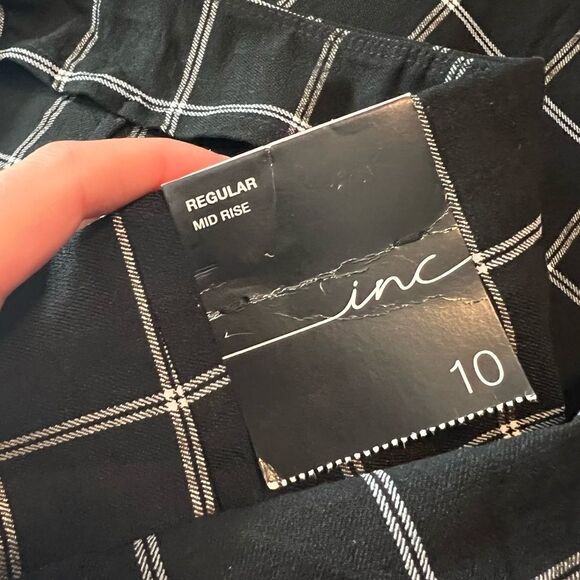 REGULAR
MID RISE
inc
10